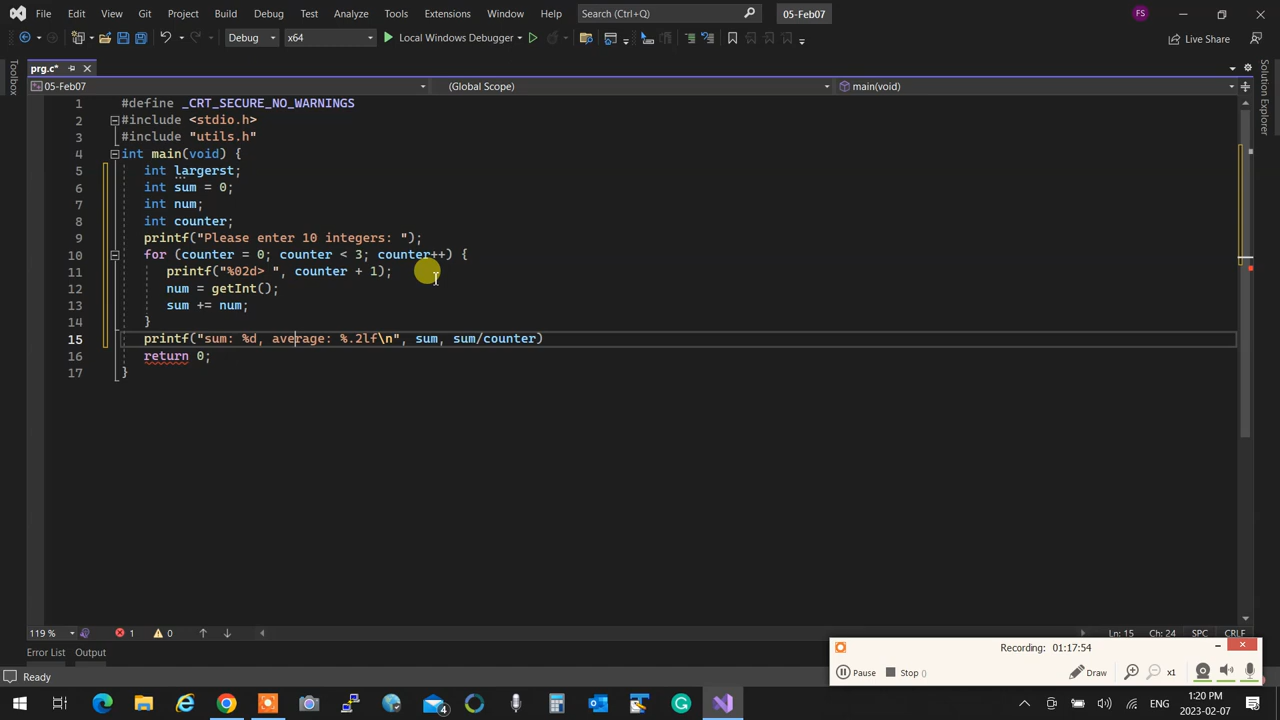 File Edit View Git Project Build Debug Test Analyze Tools Extensions Window Help Search (Ctrl+Q) 05-Feb07 FS
Debug x64 Local Windows Debugger Live Share
Toolbox
prg.c*
05-Feb07 (Global Scope) main(void)
Solution Explorer
1 #define _CRT_SECURE_NO_WARNINGS
2 #include <stdio.h>
3 #include "utils.h"
4 int main(void) {
5 int largerst;
6 int sum = 0;
7 int num;
8 int counter;
9 printf("Please enter 10 integers: ");
10 for (counter = 0; counter < 3; counter++) {
11 printf("%02d> ", counter + 1);
12 num = getInt();
13 sum += num;
14 }
15 printf("sum: %d, average: %.2lf\n", sum, sum/counter)
16 return 0;
17 }
119 % 1 0 Ln: 15 Ch: 24 SPC CRLF
Error List Output
Recording: 01:17:54
Ready
Pause Stop () Draw x1
4
ENG 1:20 PM
2023-02-07